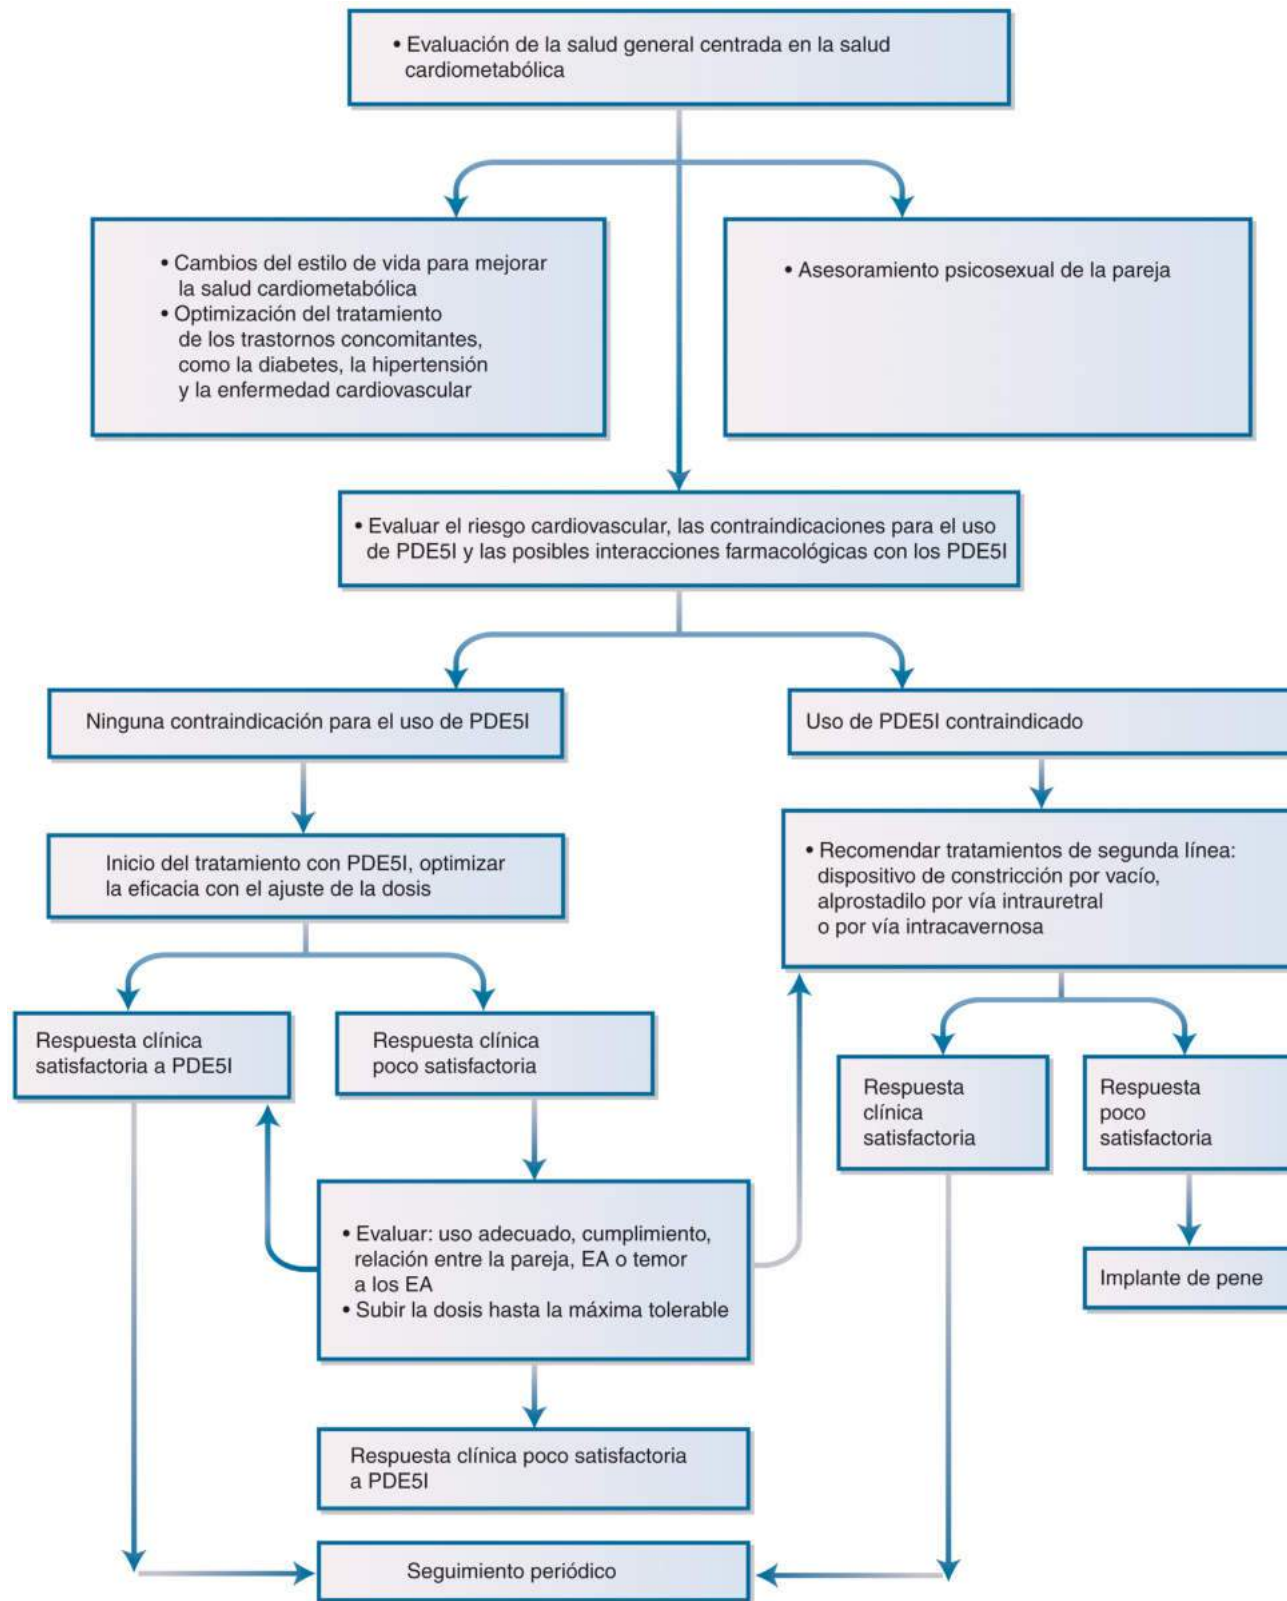 • Evaluación de la salud general centrada en la salud
cardiometabólica
• Cambios del estilo de vida para mejorar
la salud cardiometabólica
• Optimización del tratamiento
de los trastornos concomitantes,
como la diabetes, la hipertensión
y la enfermedad cardiovascular
• Asesoramiento psicosexual de la pareja
• Evaluar el riesgo cardiovascular, las contraindicaciones para el uso
de PDE5I y las posibles interacciones farmacológicas con los PDE5I
Ninguna contraindicación para el uso de PDE5I
Uso de PDE5I contraindicado
Inicio del tratamiento con PDE5I, optimizar
la eficacia con el ajuste de la dosis
• Recomendar tratamientos de segunda línea:
dispositivo de constricción por vacío,
alprostadilo por vía intrauretral
o por vía intracavernosa
Respuesta clínica
satisfactoria a PDE5I
Respuesta clínica
poco satisfactoria
Respuesta
clínica
satisfactoria
Respuesta
poco
satisfactoria
• Evaluar: uso adecuado, cumplimiento,
relación entre la pareja, EA o temor
a los EA
• Subir la dosis hasta la máxima tolerable
Implante de pene
Respuesta clínica poco satisfactoria
a PDE5I
Seguimiento periódico